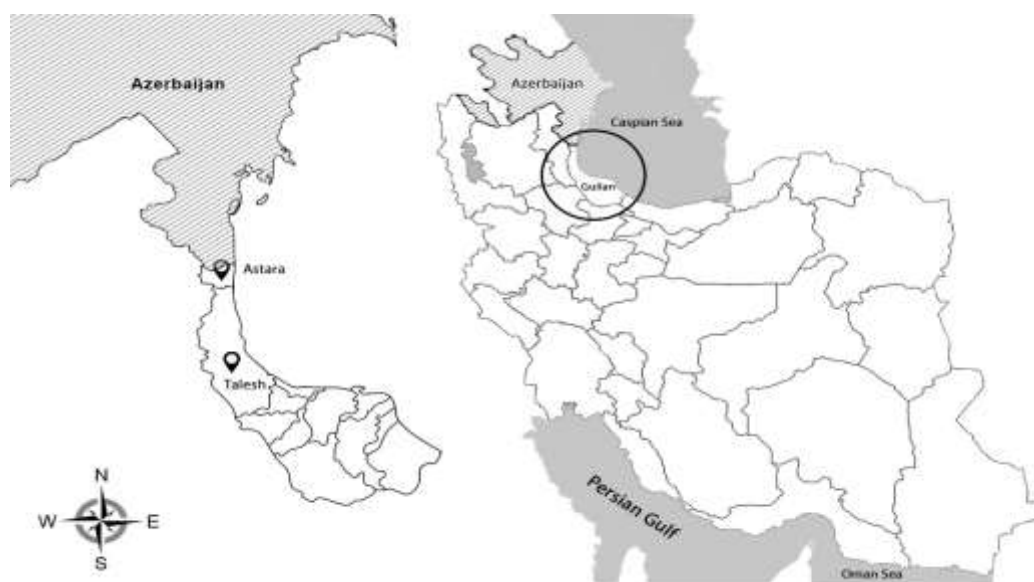 Azerbaijan
Astara
Talesh
N
W
E
S
Azerbaijan
Caspian Sea
Guilan
Persian Gulf
Oman Sea